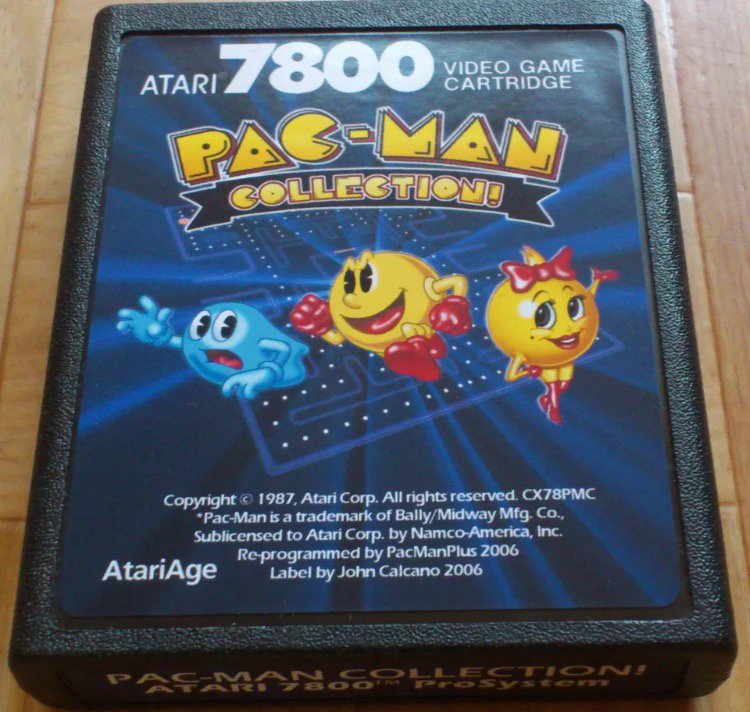 ATARI® 7800 VIDEO GAME CARTRIDGE
PAC-MAN
COLLECTION!
Copyright © 1987, Atari Corp. All rights reserved. CX78PMC
*Pac-Man is a trademark of Bally/Midway Mfg. Co.,
Sublicensed to Atari Corp. by Namco-America, Inc.
Re-programmed by PacManPlus 2006
AtariAge
Label by John Calcano 2006
PAC-MAN COLLECTION!
ATARI 7800™ ProSystem